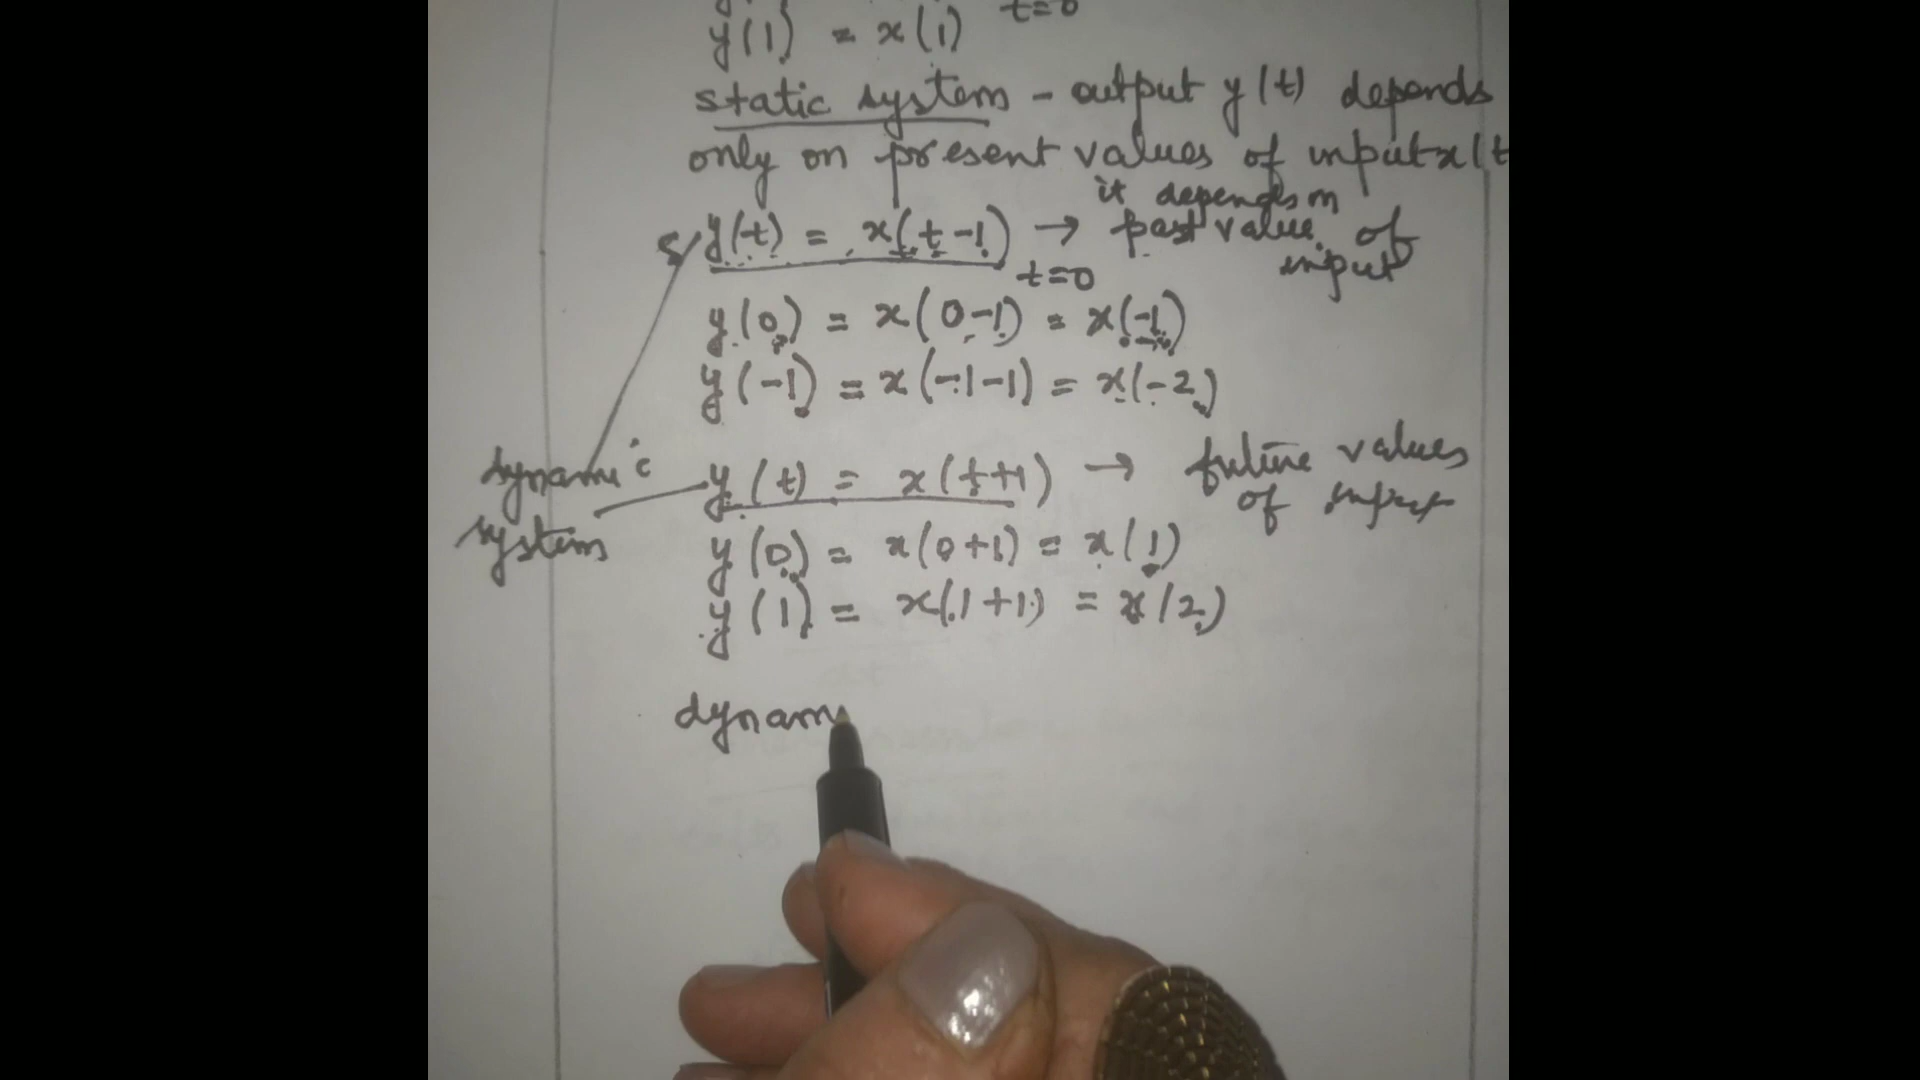 t=0
y(1) = x(1)
static system - output y(t) depends
only on present values of input x(t
it depends on
y(t) = x(t-1) → past value of
input
t=0
y(0) = x(0-1) = x(-1)
y(-1) = x(-1-1) = x(-2)
dynamic
system
y(t) = x(t+1) → future values
of input
y(0) = x(0+1) = x(1)
y(1) = x(1+1) = x(2)
dynam